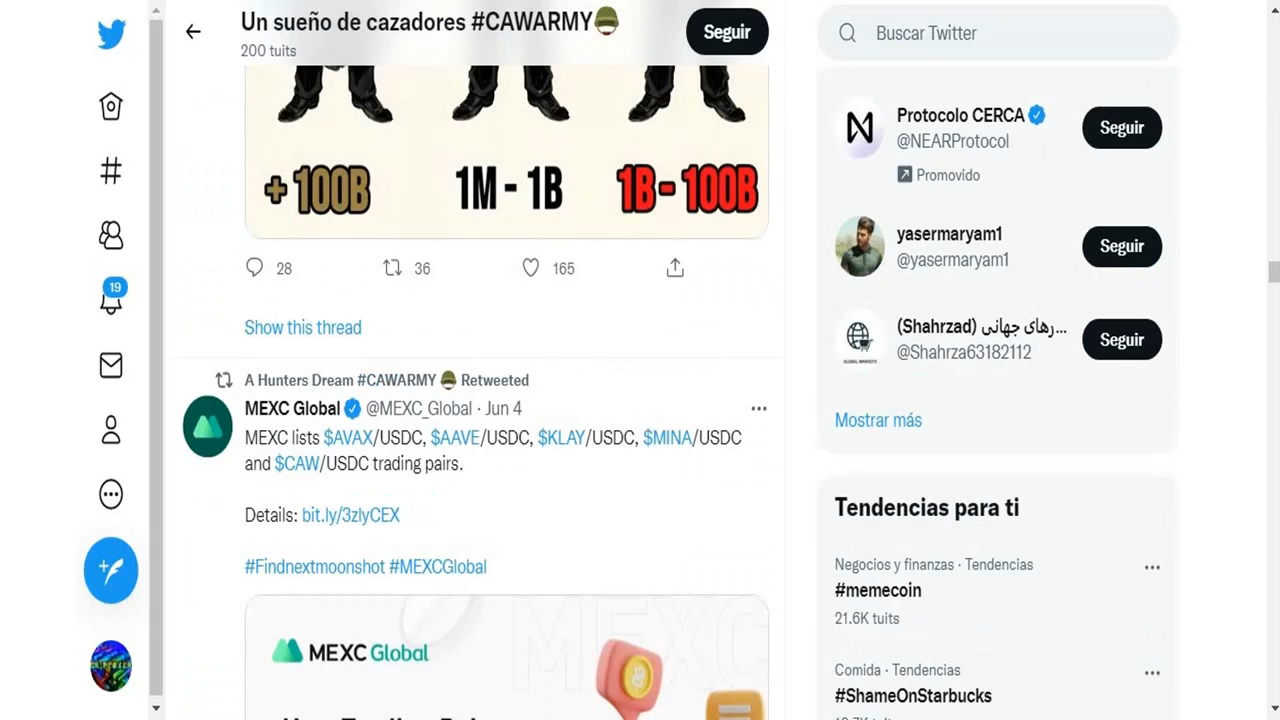 Un sueño de cazadores #CAWARMY
200 tuits
Seguir
+ 100B
1M - 1B
1B - 100B
28
36
165
Show this thread
A Hunters Dream #CAWARMY Retweeted
MEXC Global @MEXC_Global · Jun 4
MEXC lists $AVAX/USDC, $AAVE/USDC, $KLAY/USDC, $MINA/USDC
and $CAW/USDC trading pairs.
Details: bit.ly/3zlyCEX
#Findnextmoonshot #MEXCGlobal
MEXC
MEXC Global
19
Buscar Twitter
Protocolo CERCA
@NEARProtocol
Promovido
Seguir
yasermaryam1
@yasermaryam1
Seguir
(Shahrzad) رهای جهانی...
@Shahrza63182112
Seguir
Mostrar más
Tendencias para ti
Negocios y finanzas · Tendencias
#memecoin
21.6K tuits
Comida · Tendencias
#ShameOnStarbucks